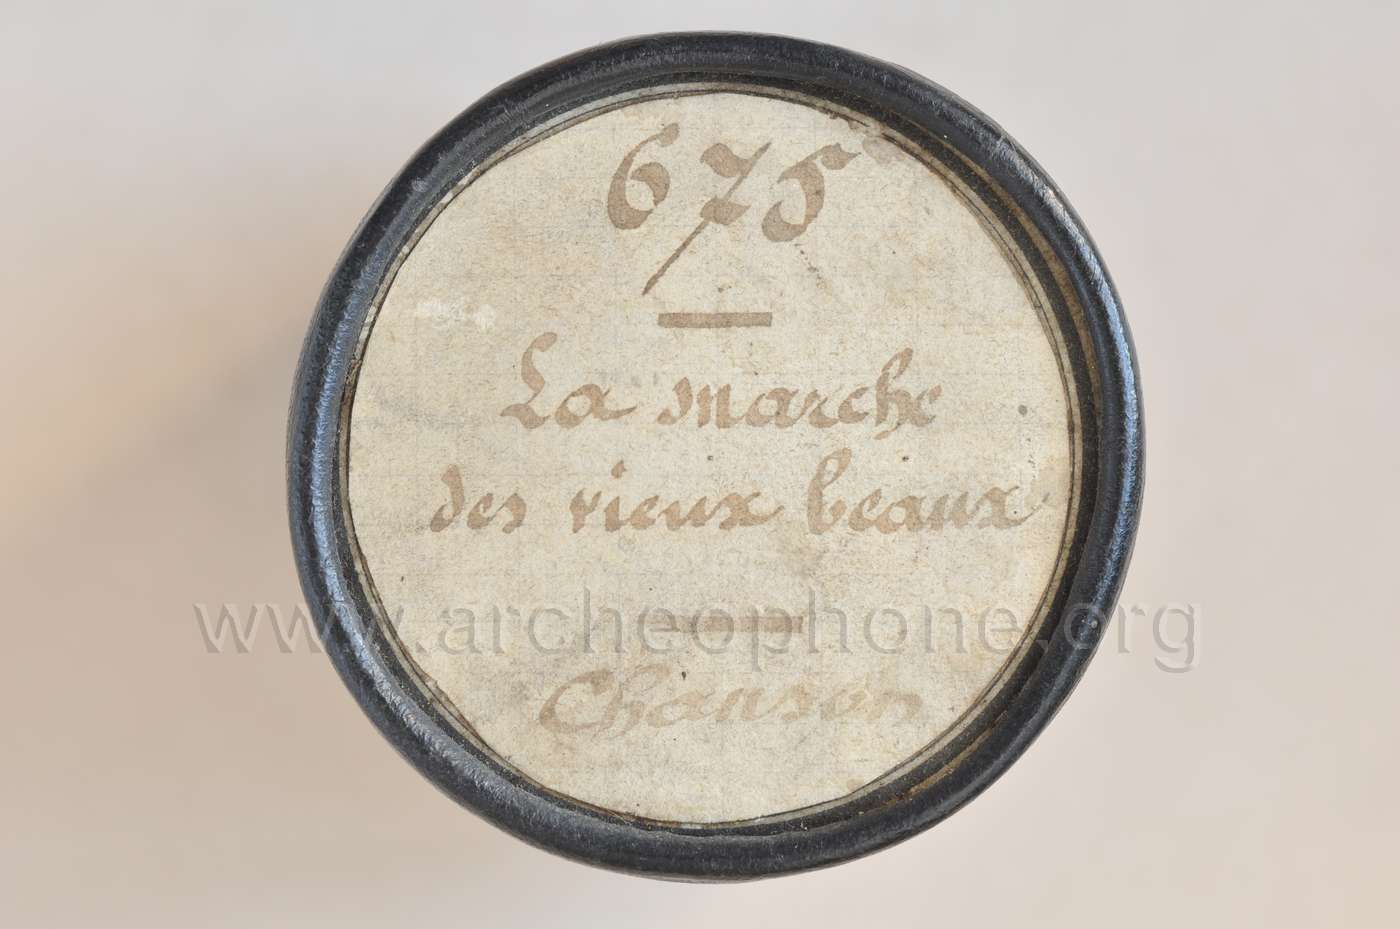 675
La marche
des vieux beaux
www.archeophone.org
Chanson